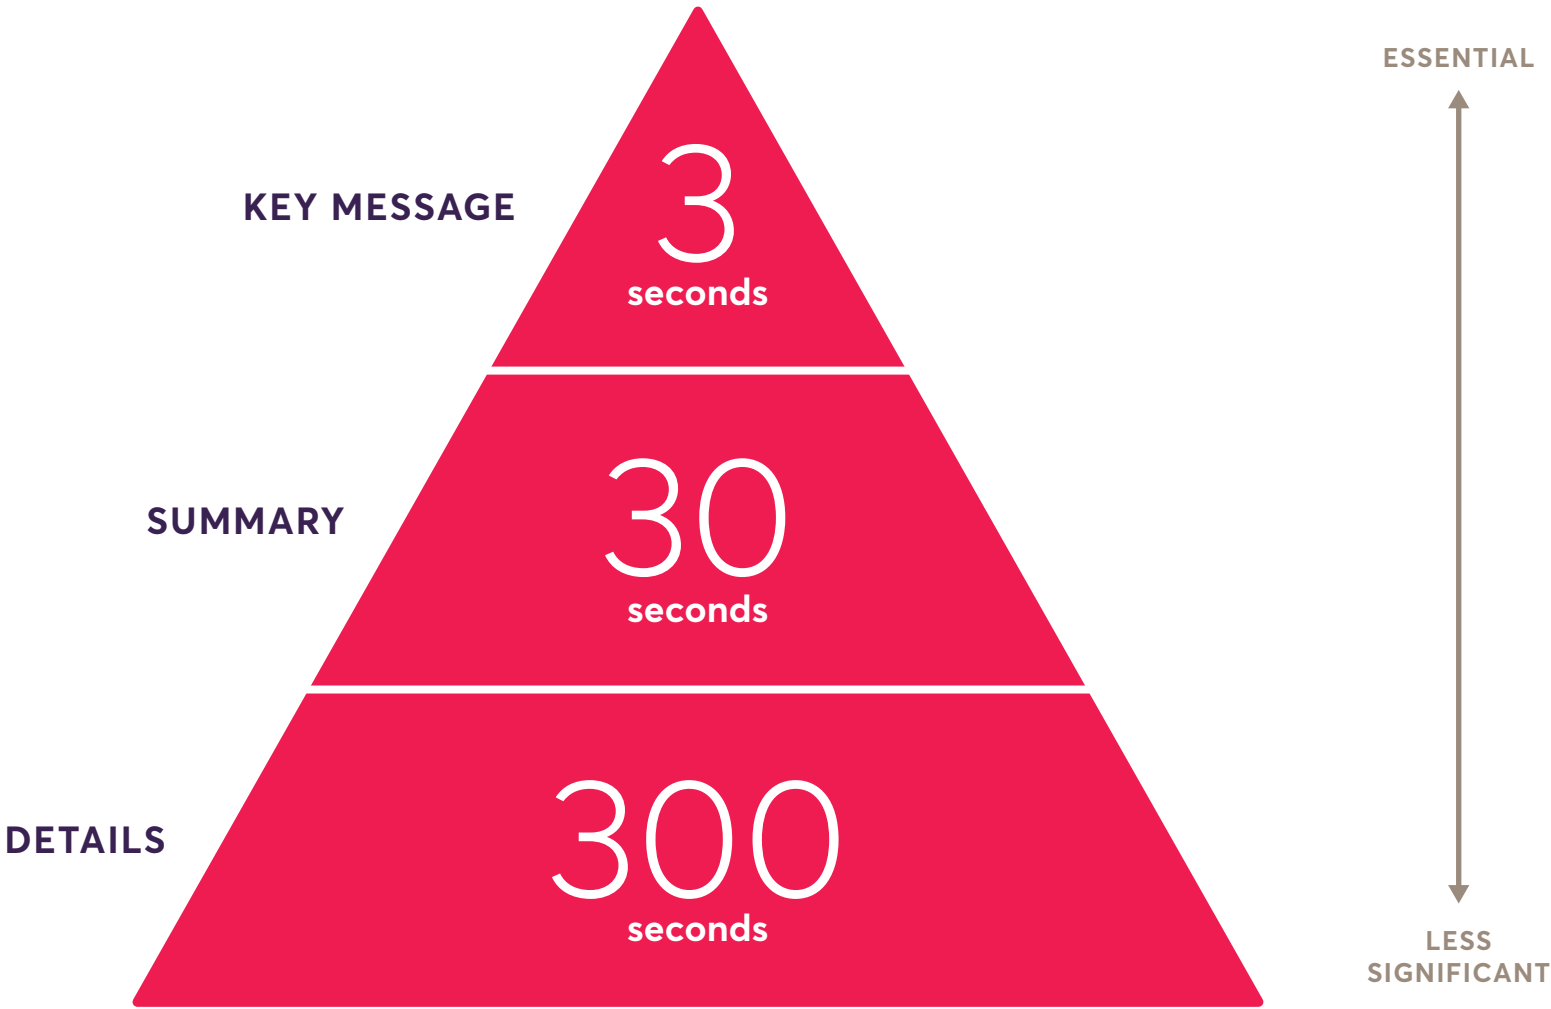 ESSENTIAL
KEY MESSAGE
3
seconds
SUMMARY
30
seconds
DETAILS
300
seconds
LESS
SIGNIFICANT